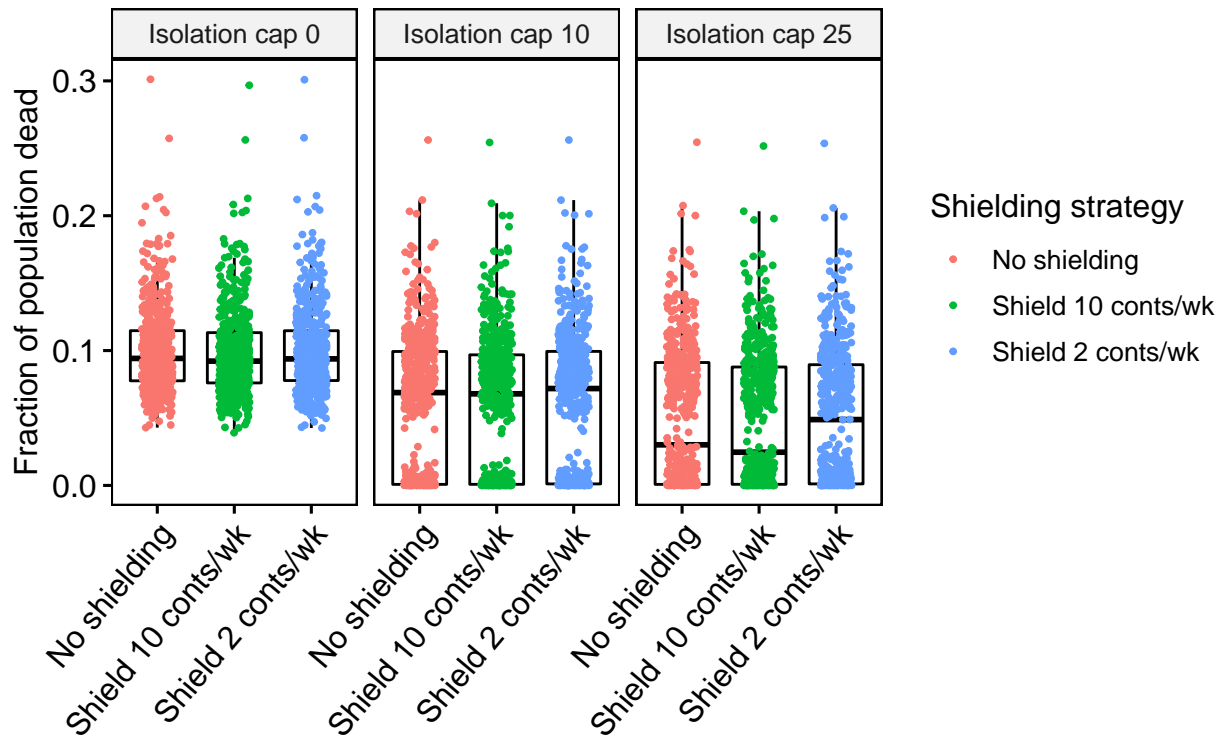 Isolation cap 0
Isolation cap 10
Isolation cap 25
Fraction of population dead
0.3
0.2
0.1
0.0
No shielding
Shield 10 conts/wk
Shield 2 conts/wk
No shielding
Shield 10 conts/wk
Shield 2 conts/wk
No shielding
Shield 10 conts/wk
Shield 2 conts/wk
Shielding strategy
No shielding
Shield 10 conts/wk
Shield 2 conts/wk